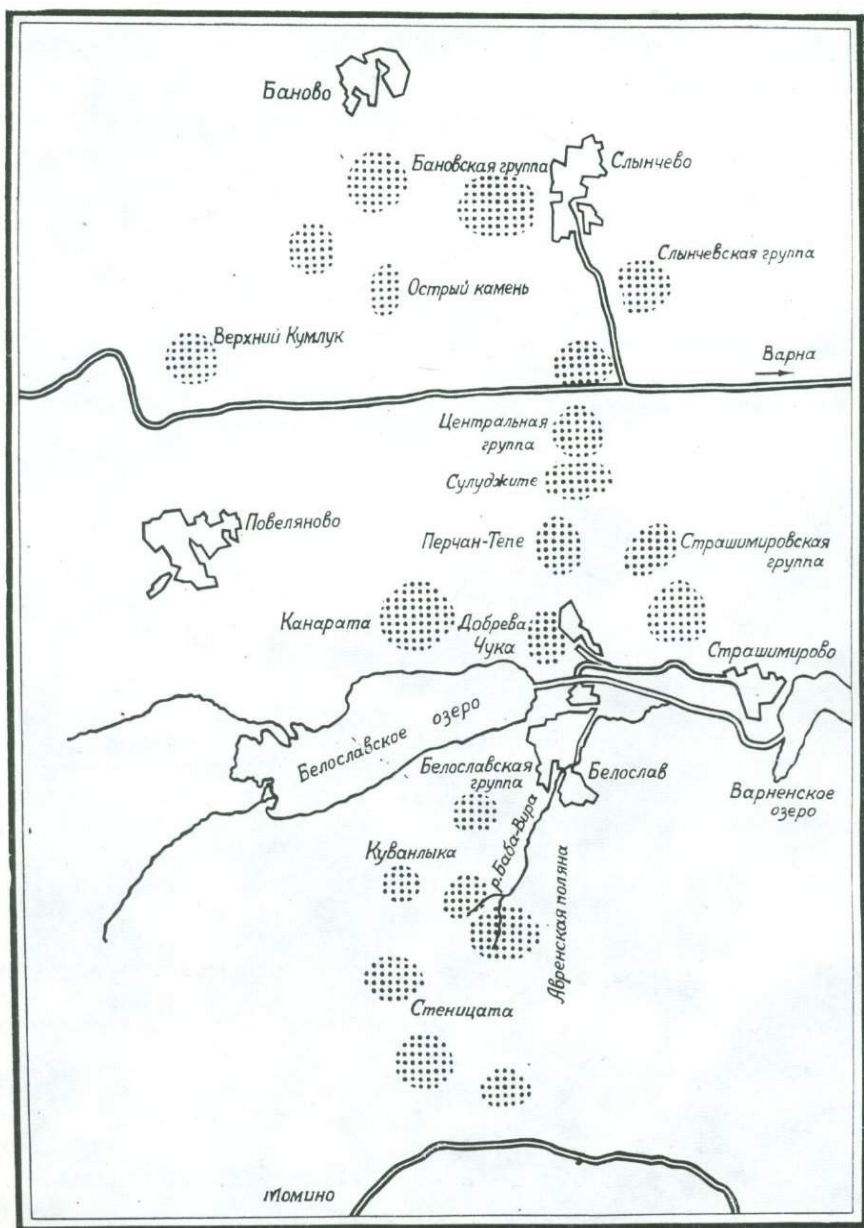 Баново
Бановская группа
Слынчево
Слынчевская группа
Острый камень
Верхний Кумлук
Варна
Центральная
группа
Сулуджите
Повеляново
Перчан-Тепе
Страшимировская
группа
Канарата
Добрева
Чука
Страшимирово
Белославское озеро
Белославская
группа
Белослав
Варненское
озеро
Куванлыка
р. Баба-Вира
Авренская поляна
Стеницата
Момино